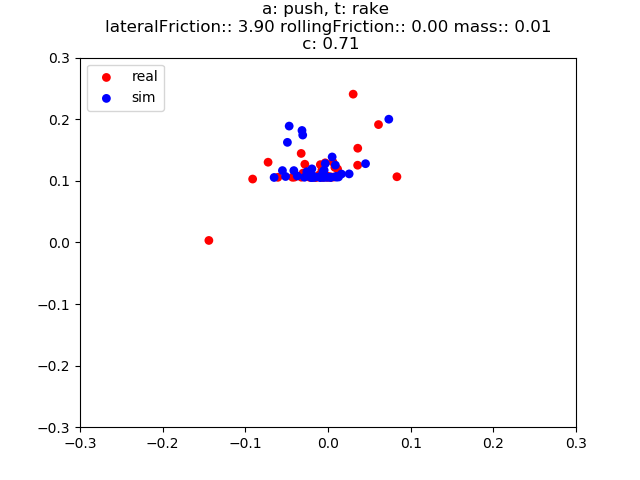 a: push, t: rake
lateralFriction:: 3.90 rollingFriction:: 0.00 mass:: 0.01
c: 0.71
real
sim
0.3
0.2
0.1
0.0
−0.1
−0.2
−0.3
−0.3
−0.2
−0.1
0.0
0.1
0.2
0.3